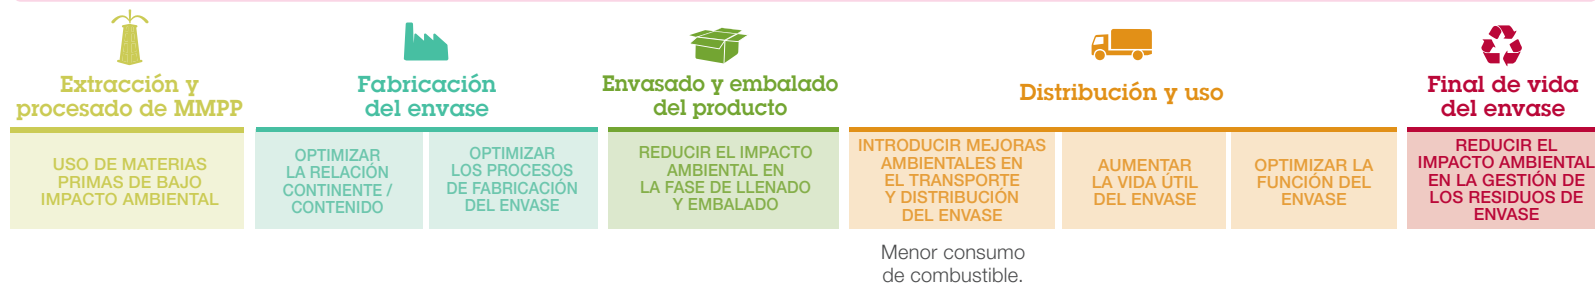 Extracción y
procesado de MMPP
Fabricación
del envase
Envasado y embalado
del producto
Distribución y uso
Final de vida
del envase
USO DE MATERIAS
PRIMAS DE BAJO
IMPACTO AMBIENTAL
OPTIMIZAR
LA RELACIÓN
CONTINENTE /
CONTENIDO
OPTIMIZAR
LOS PROCESOS
DE FABRICACIÓN
DEL ENVASE
REDUCIR EL IMPACTO
AMBIENTAL EN
LA FASE DE LLENADO
Y EMBALADO
INTRODUCIR MEJORAS
AMBIENTALES EN
EL TRANSPORTE
Y DISTRIBUCIÓN
DEL ENVASE
AUMENTAR
LA VIDA ÚTIL
DEL ENVASE
OPTIMIZAR LA
FUNCIÓN DEL
ENVASE
REDUCIR EL
IMPACTO AMBIENTAL
EN LA GESTIÓN DE
LOS RESIDUOS DE
ENVASE
Menor consumo
de combustible.